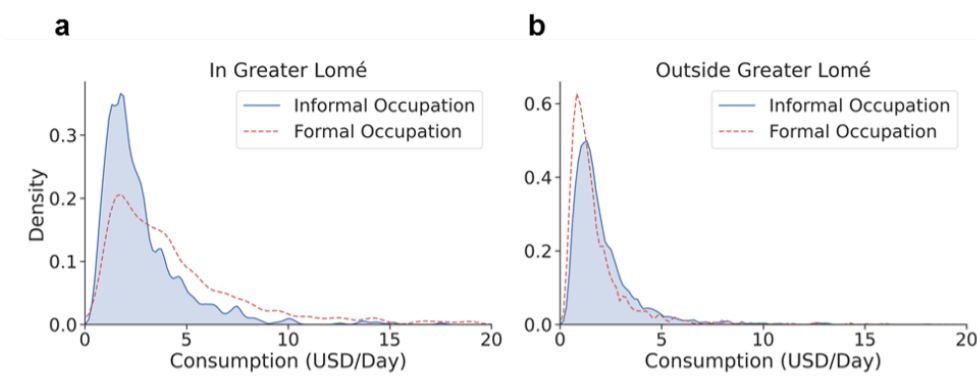 a
In Greater Lomé
Informal Occupation
Formal Occupation
Density
0.3
0.2
0.1
0.0
0
5
10
15
20
Consumption (USD/Day)
b
Outside Greater Lomé
Informal Occupation
Formal Occupation
0.6
0.4
0.2
0.0
0
5
10
15
20
Consumption (USD/Day)